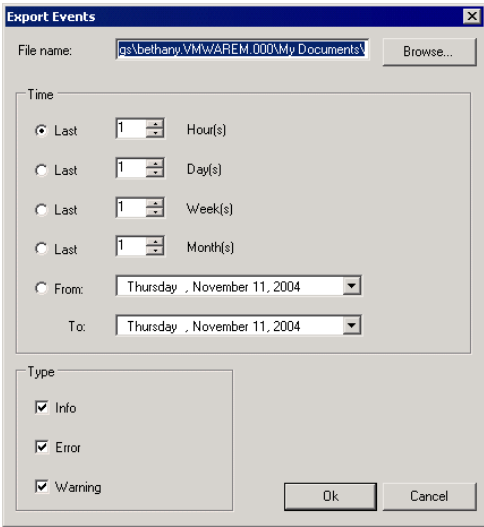 Export Events
File name: gs\bethany.VMWAREM.000\My Documents\ Browse...
Time
Last 1 Hour(s)
Last 1 Day(s)
Last 1 Week(s)
Last 1 Month(s)
From: Thursday , November 11, 2004
To: Thursday , November 11, 2004
Type
Info
Error
Warning
Ok Cancel